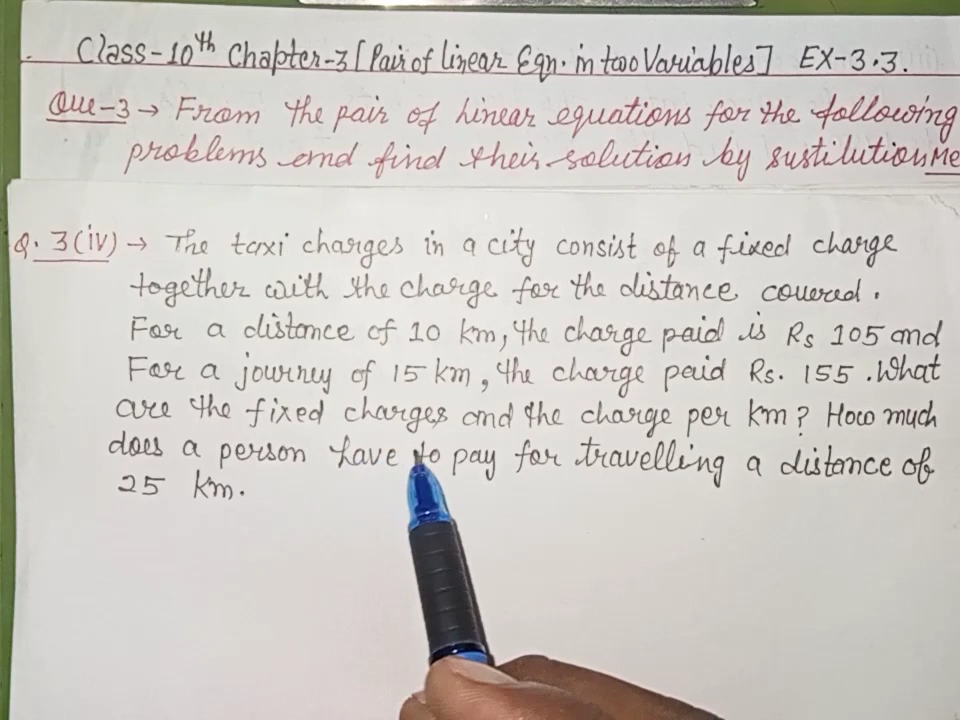 Class-10th Chapter-3 [Pair of linear Eqn. in two Variables] EX-3.3.
Que-3 → From the pair of linear equations for the following
problems and find their solution by sustilution Me
Q. 3(iv) → The taxi charges in a city consist of a fixed charge
together with the charge for the distance covered.
For a distance of 10 km, the charge paid is Rs 105 and
For a journey of 15 km, the charge paid Rs. 155. What
are the fixed charges and the charge per km? How much
does a person have to pay for travelling a distance of
25 km.